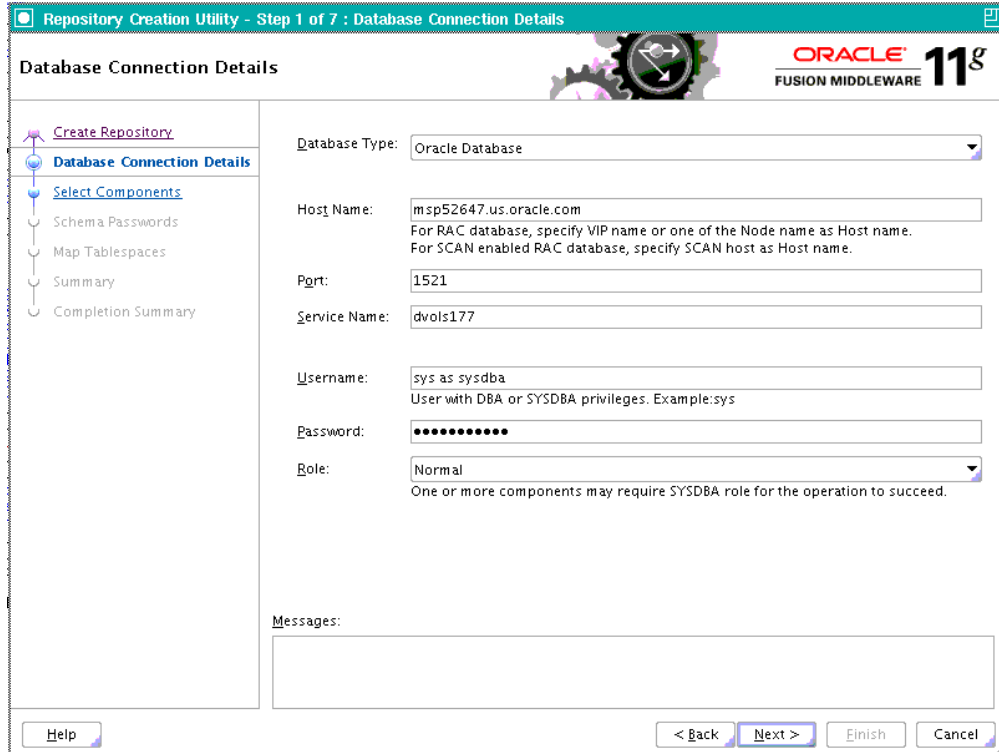 Repository Creation Utility - Step 1 of 7 : Database Connection Details
Database Connection Details
ORACLE
FUSION MIDDLEWARE
11g
Create Repository
Database Connection Details
Select Components
Schema Passwords
Map Tablespaces
Summary
Completion Summary
Database Type: Oracle Database
Host Name: msp52647.us.oracle.com
For RAC database, specify VIP name or one of the Node name as Host name.
For SCAN enabled RAC database, specify SCAN host as Host name.
Port: 1521
Service Name: dvols177
Username: sys as sysdba
User with DBA or SYSDBA privileges. Example:sys
Password: •••••••••••
Role: Normal
One or more components may require SYSDBA role for the operation to succeed.
Messages:
Help
< Back
Next >
Finish
Cancel